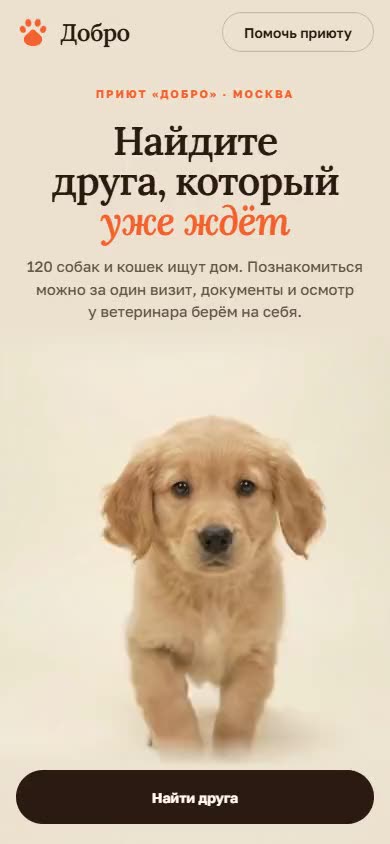 Добро
Помочь приюту
ПРИЮТ «ДОБРО» · МОСКВА
Найдите
друга, который
уже ждёт
120 собак и кошек ищут дом. Познакомиться
можно за один визит, документы и осмотр
у ветеринара берём на себя.
Найти друга